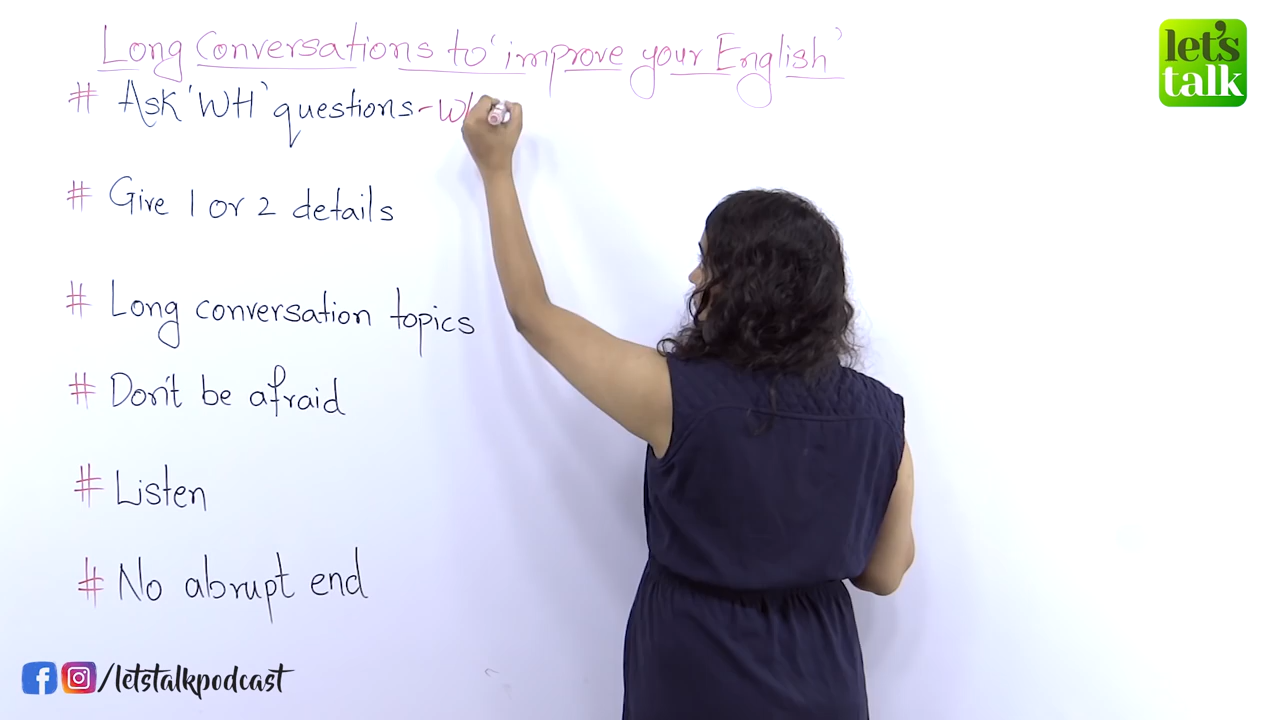 Long Conversations to 'improve your English'
# Ask 'WH' questions - Wh
# Give 1 or 2 details
# Long conversation topics
# Don't be afraid
# Listen
# No abrupt end
let's
talk
/letstalkpodcast